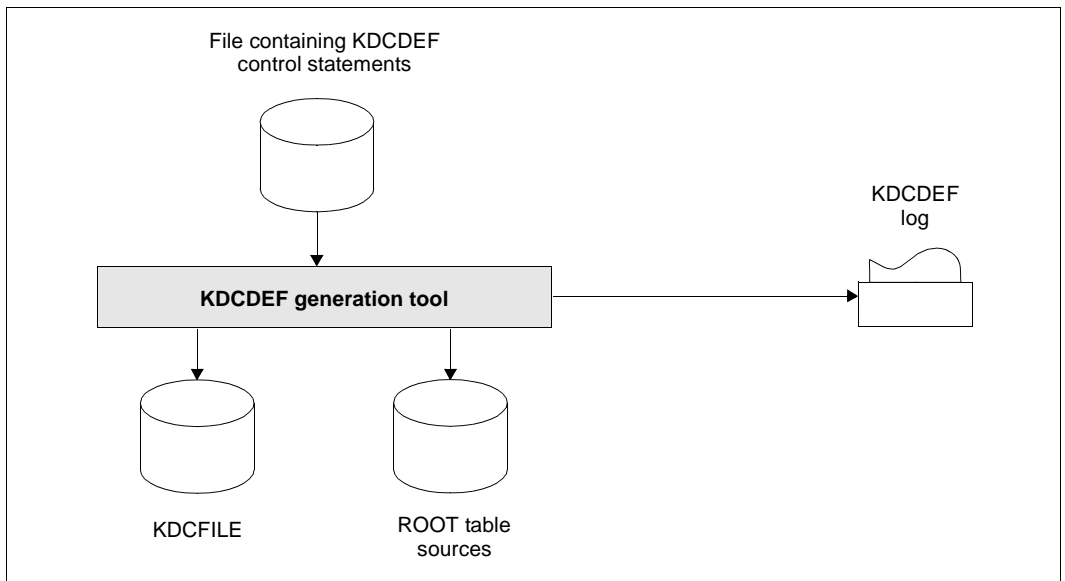 File containing KDCDEF
control statements
KDCDEF
log
KDCDEF generation tool
KDCFILE
ROOT table
sources